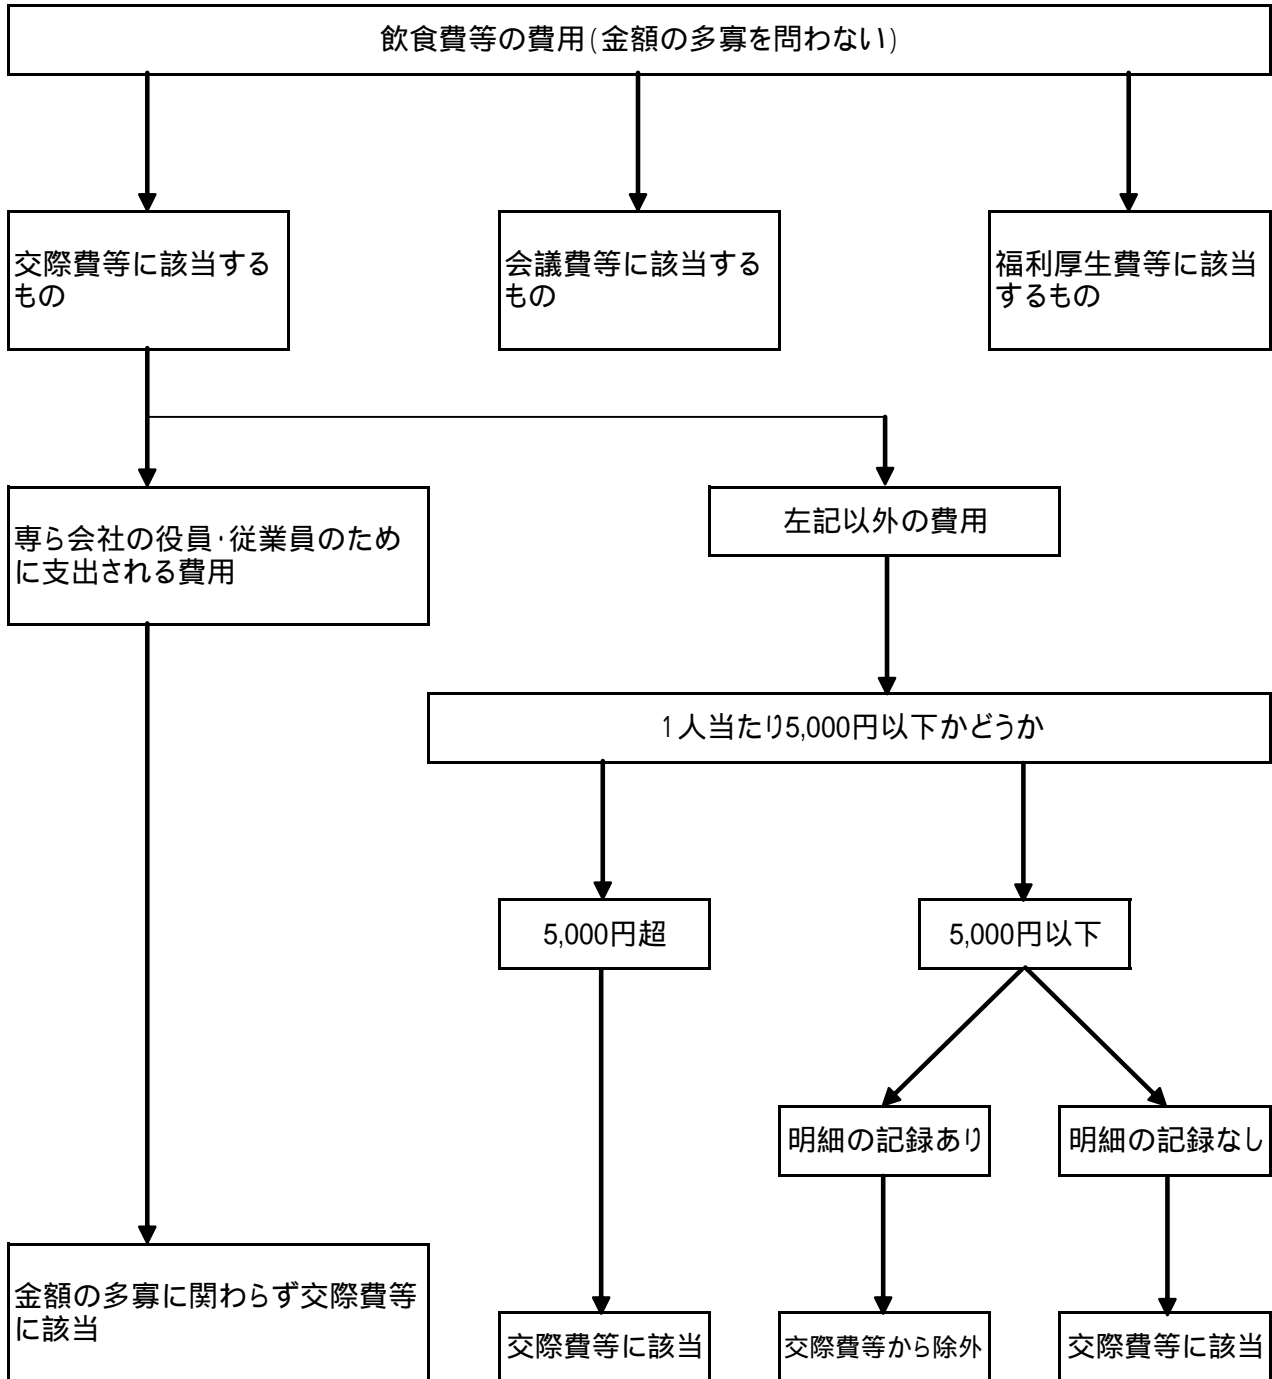 飲食費等の費用(金額の多寡を問わない)
交際費等に該当する
もの
会議費等に該当する
もの
福利厚生費等に該当
するもの
専ら会社の役員・従業員のため
に支出される費用
左記以外の費用
1人当たり5,000円以下かどうか
5,000円超
5,000円以下
明細の記録あり
明細の記録なし
金額の多寡に関わらず交際費等
に該当
交際費等に該当
交際費等から除外
交際費等に該当